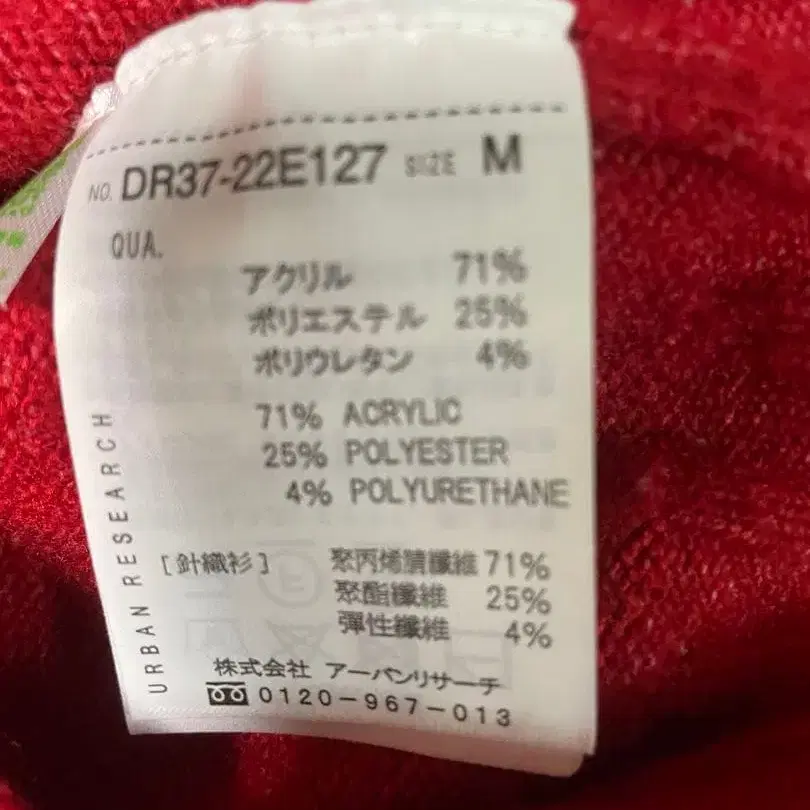 NO. DR37-22E127 SIZE M
QUA.
アクリル 71%
ポリエステル 25%
ポリウレタン 4%
71% ACRYLIC
25% POLYESTER
4% POLYURETHANE
URBAN RESEARCH
[針織衫] 聚丙烯腈纖維 71%
聚酯纖維 25%
彈性纖維 4%
株式会社 アーバンリサーチ
0120-967-013